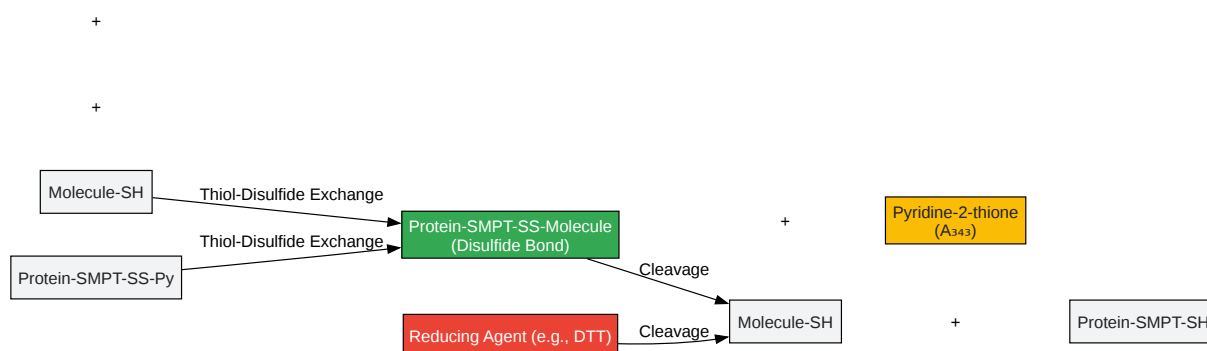 +
+
Molecule-SH
Thiol-Disulfide Exchange
Protein-SMPT-SS-Py
Thiol-Disulfide Exchange
Protein-SMPT-SS-Molecule
(Disulfide Bond)
+
Pyridine-2-thione
(A₃₄₃)
Cleavage
Reducing Agent (e.g., DTT)
Cleavage
Molecule-SH
+
Protein-SMPT-SH